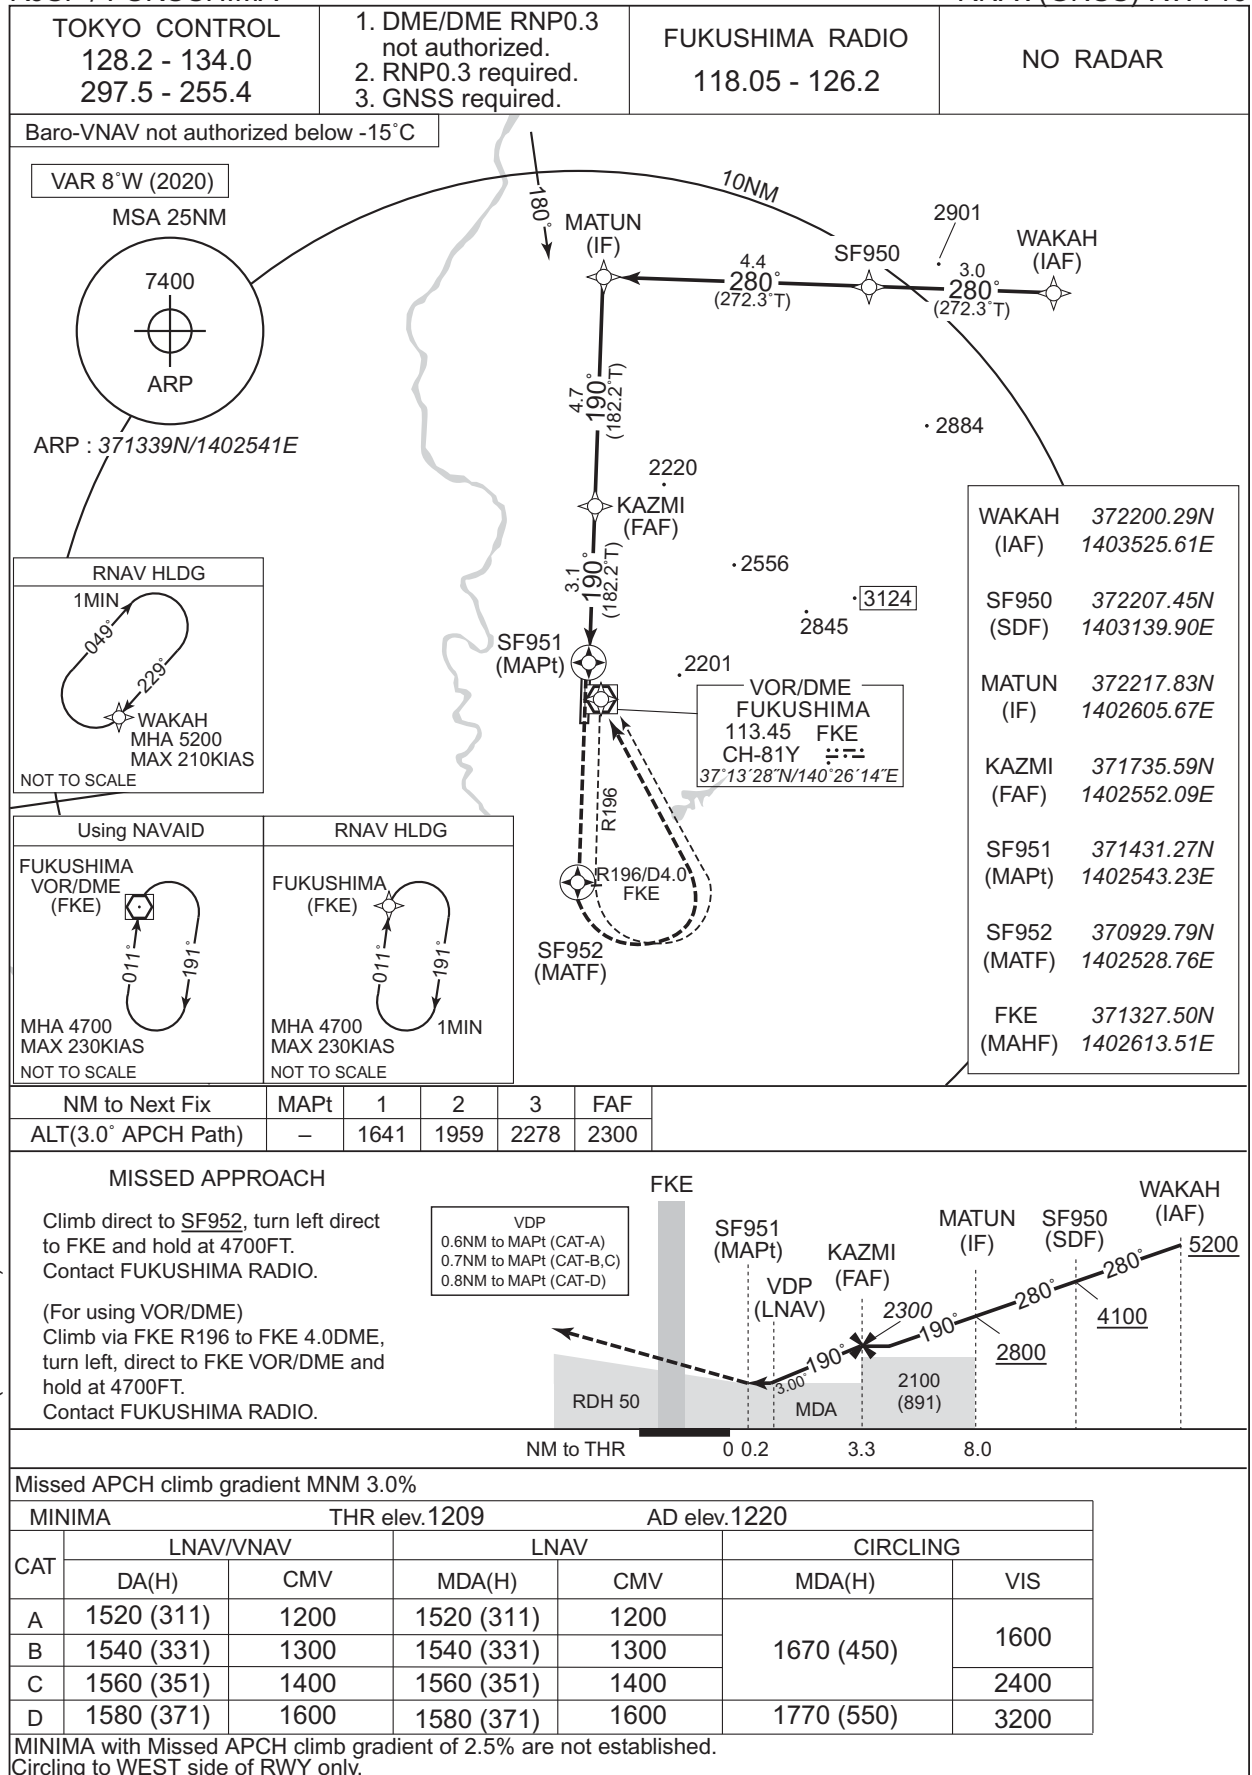 TOKYO CONTROL
128.2 - 134.0
297.5 - 255.4
1. DME/DME RNP0.3
not authorized.
2. RNP0.3 required.
3. GNSS required.
FUKUSHIMA RADIO
118.05 - 126.2
NO RADAR
Baro-VNAV not authorized below -15˚C
VAR 8˚W (2020)
MSA 25NM
7400
ARP
ARP : 371339N/1402541E
10NM
180˚
MATUN
(IF)
4.4
280˚
(272.3˚T)
SF950
2901
3.0
280˚
(272.3˚T)
WAKAH
(IAF)
4.7
190˚
(182.2˚T)
2884
2220
KAZMI
(FAF)
3.1
190˚
(182.2˚T)
2556
3124
2845
2201
SF951
(MAPt)
VOR/DME
FUKUSHIMA
113.45 FKE
CH-81Y
37˚13´28˝N/140˚26´14˝E
R196
R196/D4.0
FKE
SF952
(MATF)
WAKAH 372200.29N
(IAF) 1403525.61E
SF950 372207.45N
(SDF) 1403139.90E
MATUN 372217.83N
(IF) 1402605.67E
KAZMI 371735.59N
(FAF) 1402552.09E
SF951 371431.27N
(MAPt) 1402543.23E
SF952 370929.79N
(MATF) 1402528.76E
FKE 371327.50N
(MAHF) 1402613.51E
RNAV HLDG
1MIN
049˚
229˚
WAKAH
MHA 5200
MAX 210KIAS
NOT TO SCALE
Using NAVAID
FUKUSHIMA
VOR/DME
(FKE)
011˚
191˚
MHA 4700
MAX 230KIAS
NOT TO SCALE
RNAV HLDG
FUKUSHIMA
(FKE)
011˚
191˚
MHA 4700 1MIN
MAX 230KIAS
NOT TO SCALE
NM to Next Fix MAPt 1 2 3 FAF
ALT(3.0˚ APCH Path) – 1641 1959 2278 2300
MISSED APPROACH
Climb direct to SF952, turn left direct
to FKE and hold at 4700FT.
Contact FUKUSHIMA RADIO.
(For using VOR/DME)
Climb via FKE R196 to FKE 4.0DME,
turn left, direct to FKE VOR/DME and
hold at 4700FT.
Contact FUKUSHIMA RADIO.
VDP
0.6NM to MAPt (CAT-A)
0.7NM to MAPt (CAT-B,C)
0.8NM to MAPt (CAT-D)
FKE
SF951
(MAPt)
VDP
(LNAV)
KAZMI
(FAF)
MATUN
(IF)
SF950
(SDF)
WAKAH
(IAF)
5200
280˚
4100
280˚
2800
2300
190˚
190˚
3.00˚
2100
(891)
MDA
RDH 50
NM to THR 0 0.2 3.3 8.0
Missed APCH climb gradient MNM 3.0%
MINIMA THR elev.1209 AD elev.1220
CAT LNAV/VNAV LNAV CIRCLING
DA(H) CMV MDA(H) CMV MDA(H) VIS
A 1520 (311) 1200 1520 (311) 1200
B 1540 (331) 1300 1540 (331) 1300 1670 (450) 1600
C 1560 (351) 1400 1560 (351) 1400 2400
D 1580 (371) 1600 1580 (371) 1600 1770 (550) 3200
MINIMA with Missed APCH climb gradient of 2.5% are not established.
Circling to WEST side of RWY only.